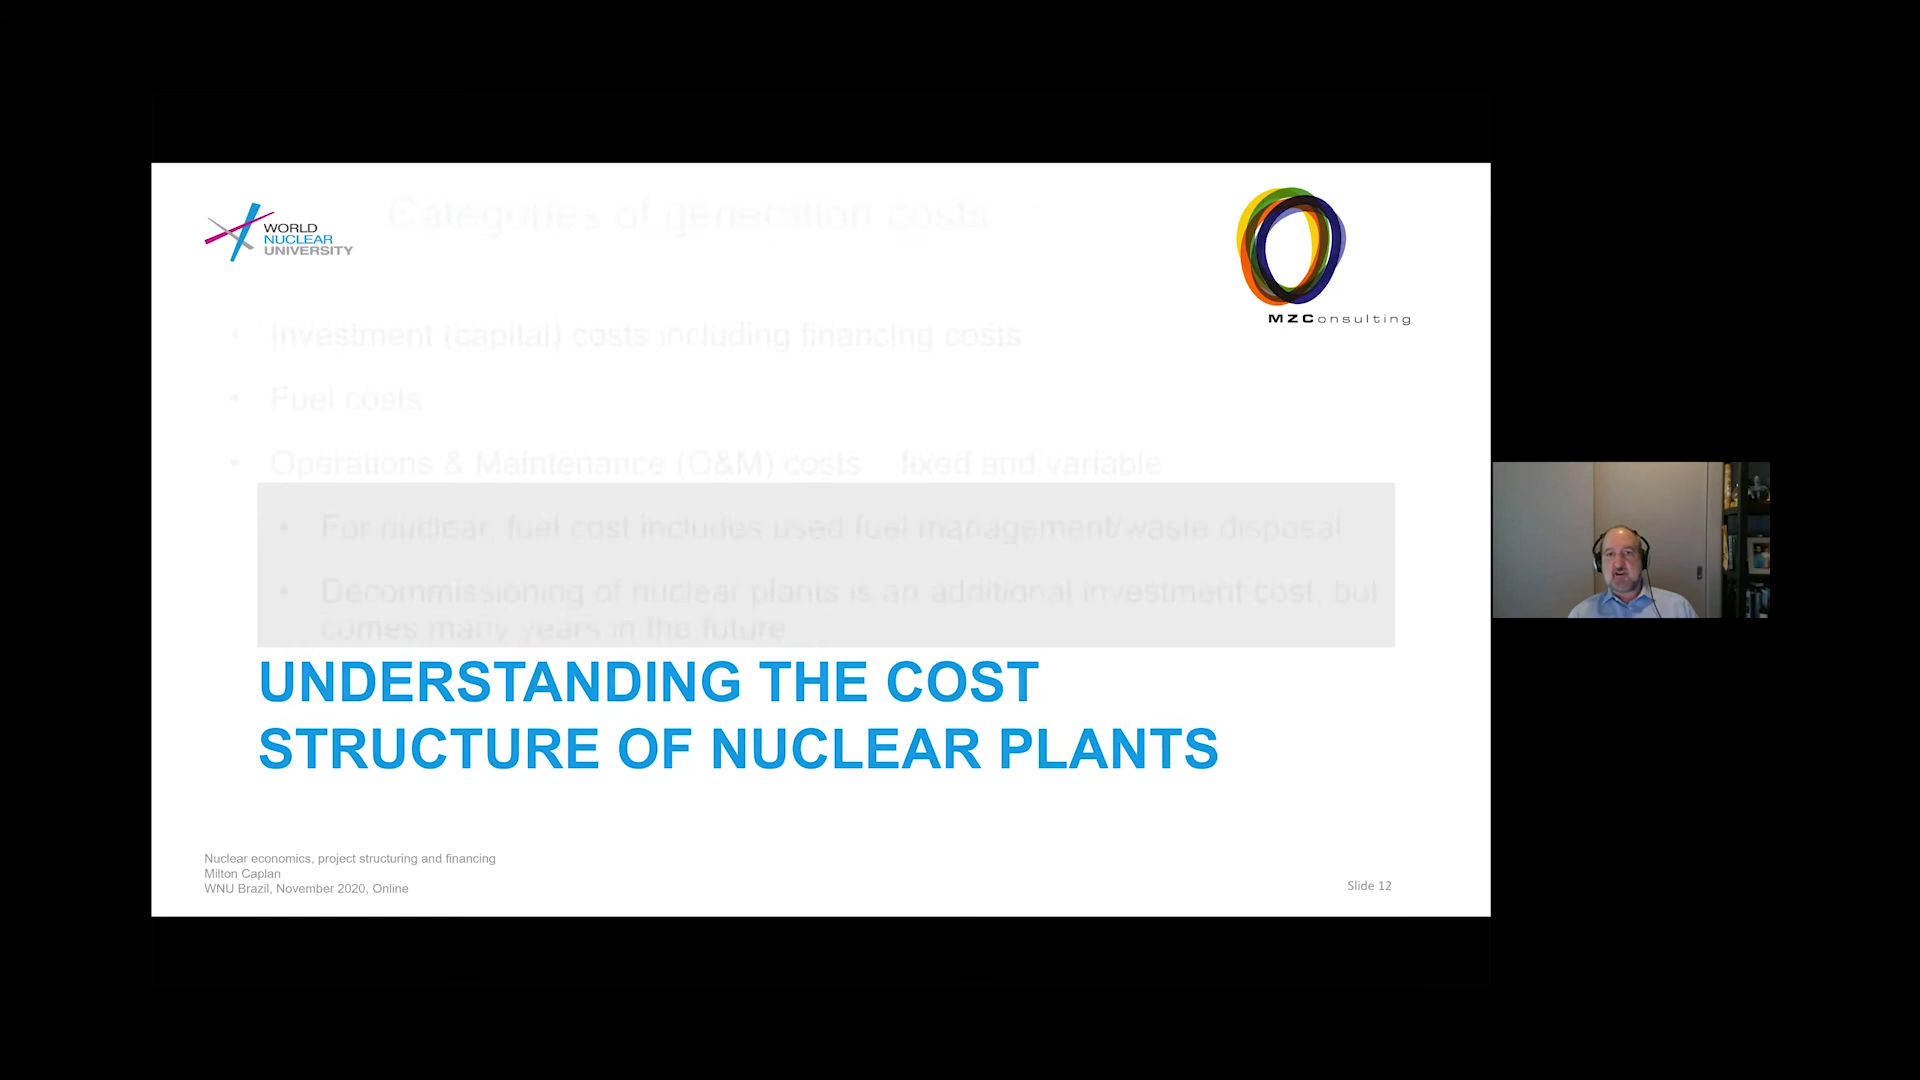 WORLD
NUCLEAR
UNIVERSITY
Categories of generation costs
MZConsulting
• Investment (capital) costs including financing costs
• Fuel costs
• Operations & Maintenance (O&M) costs fixed and variable
• For nuclear, fuel cost includes used fuel management/waste disposal
• Decommissioning of nuclear plants is an additional investment cost, but
comes many years in the future
UNDERSTANDING THE COST
STRUCTURE OF NUCLEAR PLANTS
Nuclear economics, project structuring and financing
Milton Caplan
WNU Brazil, November 2020, Online
Slide 12